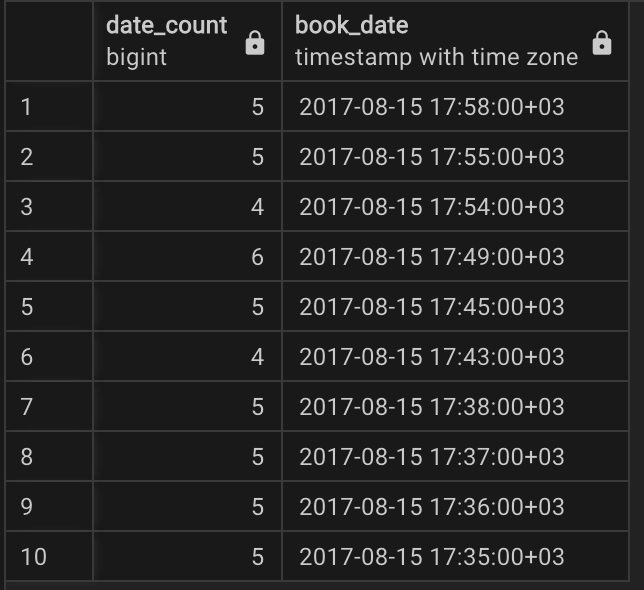 date_count book_date
bigint timestamp with time zone
1 5 2017-08-15 17:58:00+03
2 5 2017-08-15 17:55:00+03
3 4 2017-08-15 17:54:00+03
4 6 2017-08-15 17:49:00+03
5 5 2017-08-15 17:45:00+03
6 4 2017-08-15 17:43:00+03
7 5 2017-08-15 17:38:00+03
8 5 2017-08-15 17:37:00+03
9 5 2017-08-15 17:36:00+03
10 5 2017-08-15 17:35:00+03